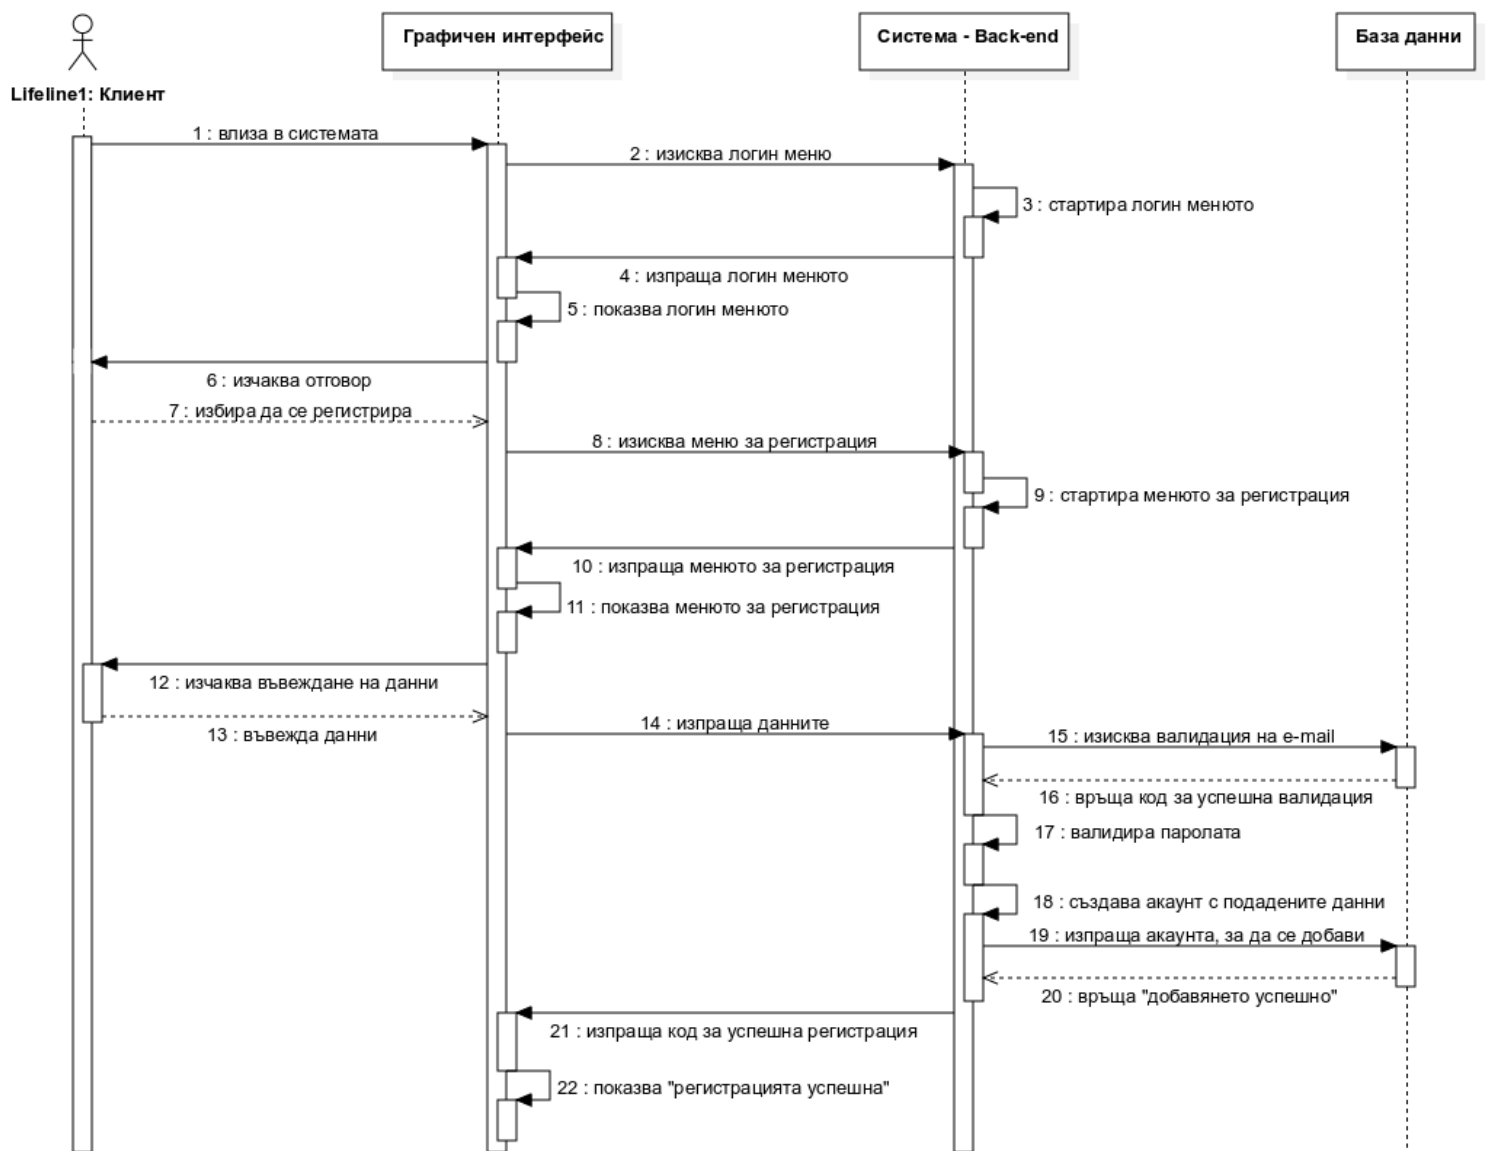 Графичен интерфейс
Система - Back-end
База данни
Lifeline1: Клиент
1 : влиза в системата
2 : изисква логин меню
3 : стартира логин менюто
4 : изпраща логин менюто
5 : показва логин менюто
6 : изчаква отговор
7 : избира да се регистрира
8 : изисква меню за регистрация
9 : стартира менюто за регистрация
10 : изпраща менюто за регистрация
11 : показва менюто за регистрация
12 : изчаква въвеждане на данни
13 : въвежда данни
14 : изпраща данните
15 : изисква валидация на e-mail
16 : връща код за успешна валидация
17 : валидира паролата
18 : създава акаунт с подадените данни
19 : изпраща акаунта, за да се добави
20 : връща "добавянето успешно"
21 : изпраща код за успешна регистрация
22 : показва "регистрацията успешна"